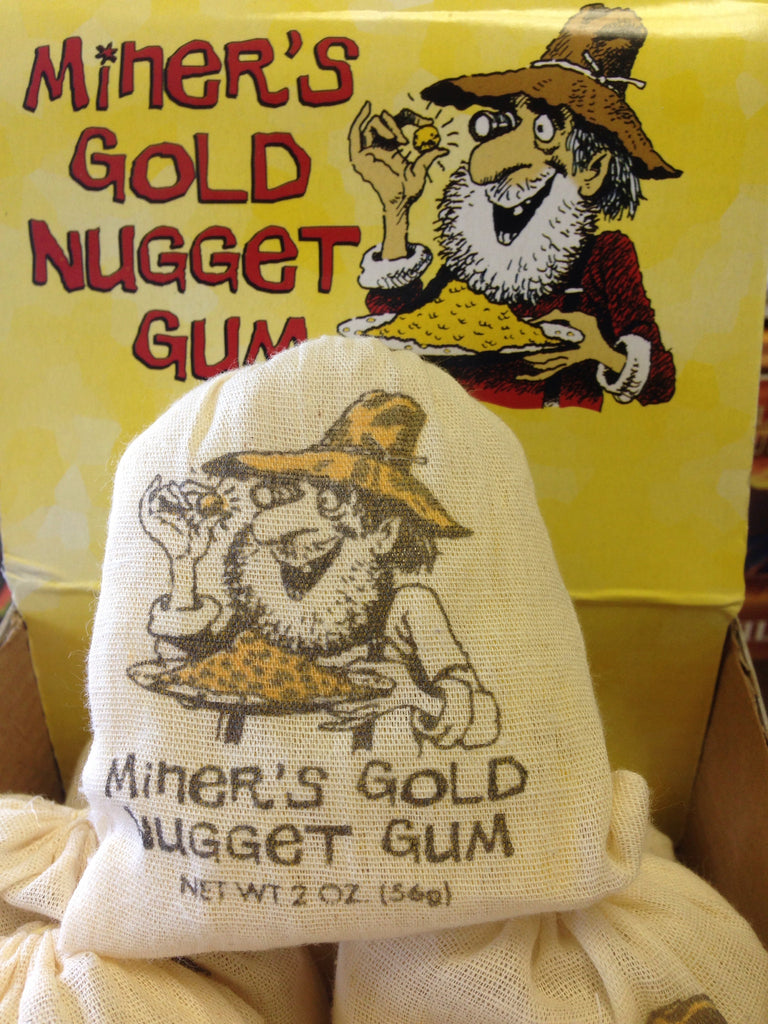 Miner's
GOLD
NUGGET
GUM
Miner's GOLD
NUGGET GUM
NET WT 2 OZ. (56g)